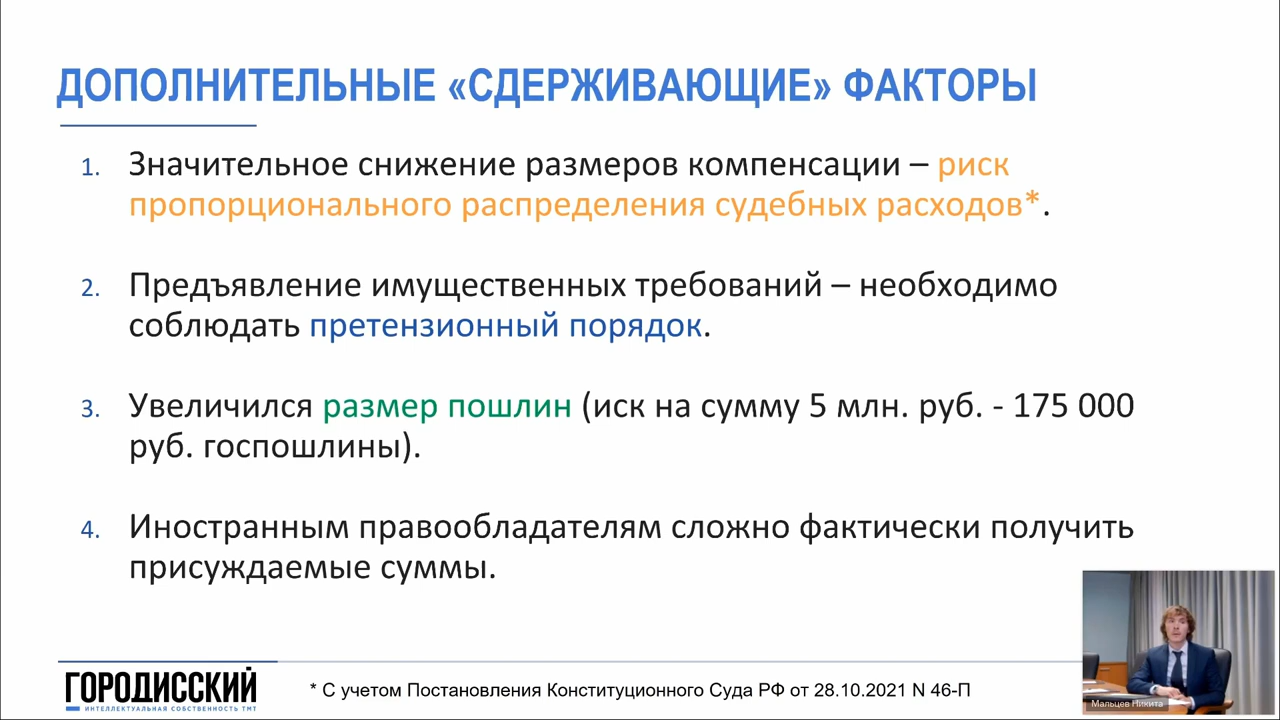 ДОПОЛНИТЕЛЬНЫЕ «СДЕРЖИВАЮЩИЕ» ФАКТОРЫ
1. Значительное снижение размеров компенсации – риск
пропорционального распределения судебных расходов*.
2. Предъявление имущественных требований – необходимо
соблюдать претензионный порядок.
3. Увеличился размер пошлин (иск на сумму 5 млн. руб. - 175 000
руб. госпошлины).
4. Иностранным правообладателям сложно фактически получить
присуждаемые суммы.
ГОРОДИССКИЙ
ИНТЕЛЛЕКТУАЛЬНАЯ СОБСТВЕННОСТЬ ТМТ
* С учетом Постановления Конституционного Суда РФ от 28.10.2021 N 46-П
Мальцев Никита